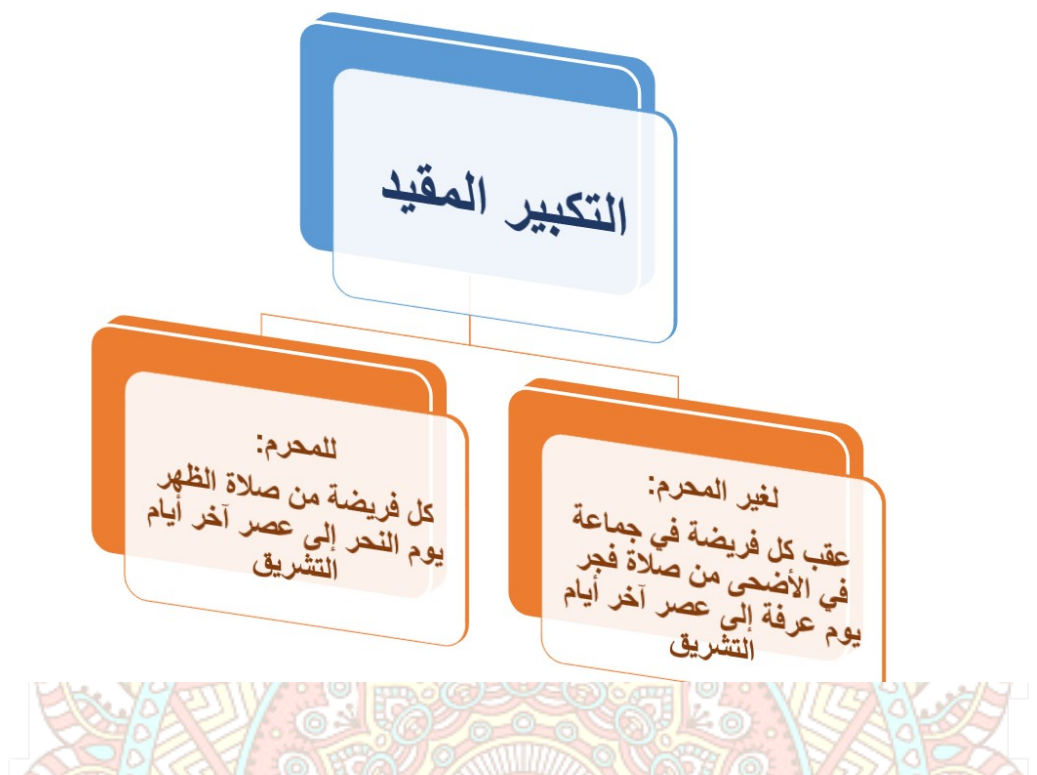 التكبير المقيد
لغير المحرم:
عقب كل فريضة في جماعة
في الأضحى من صلاة فجر
يوم عرفة إلى عصر آخر أيام
التشريق
للمحرم:
كل فريضة من صلاة الظهر
يوم النحر إلى عصر آخر أيام
التشريق